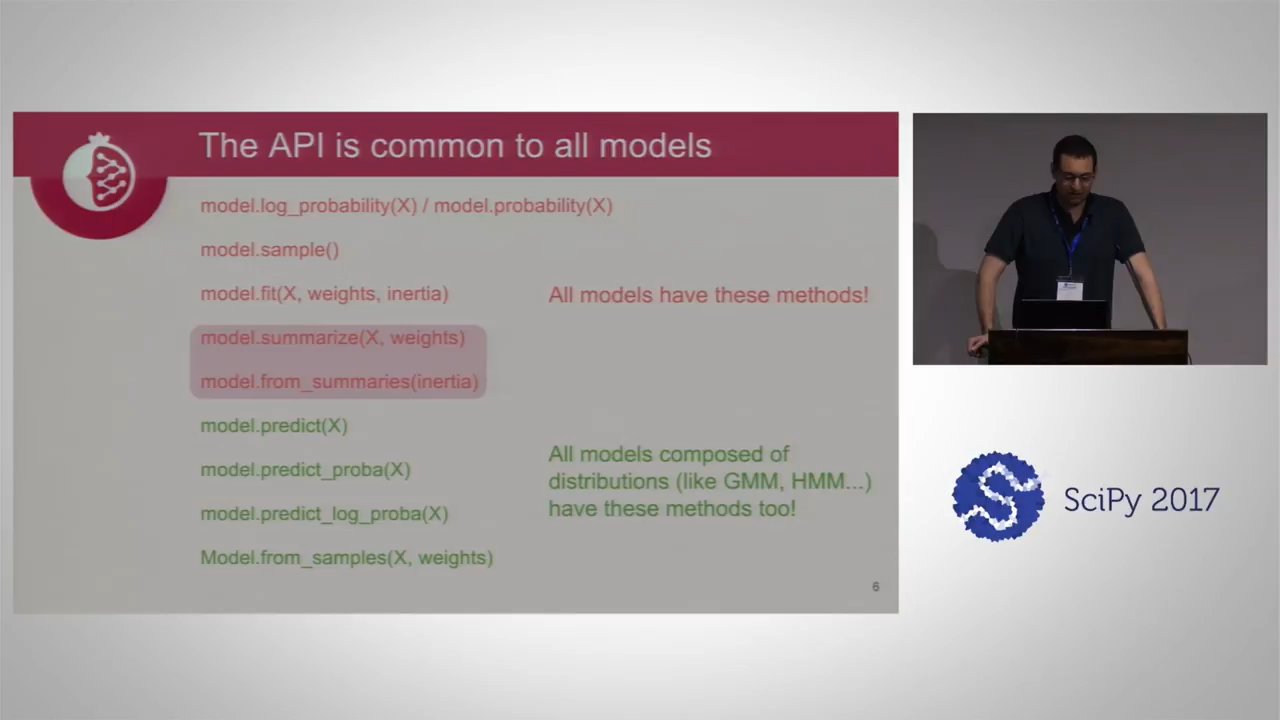 The API is common to all models
model.log_probability(X) / model.probability(X)
model.sample()
model.fit(X, weights, inertia)
All models have these methods!
model.summarize(X, weights)
model.from_summaries(inertia)
model.predict(X)
model.predict_proba(X)
model.predict_log_proba(X)
Model.from_samples(X, weights)
All models composed of
distributions (like GMM, HMM...)
have these methods too!
6
SciPy 2017